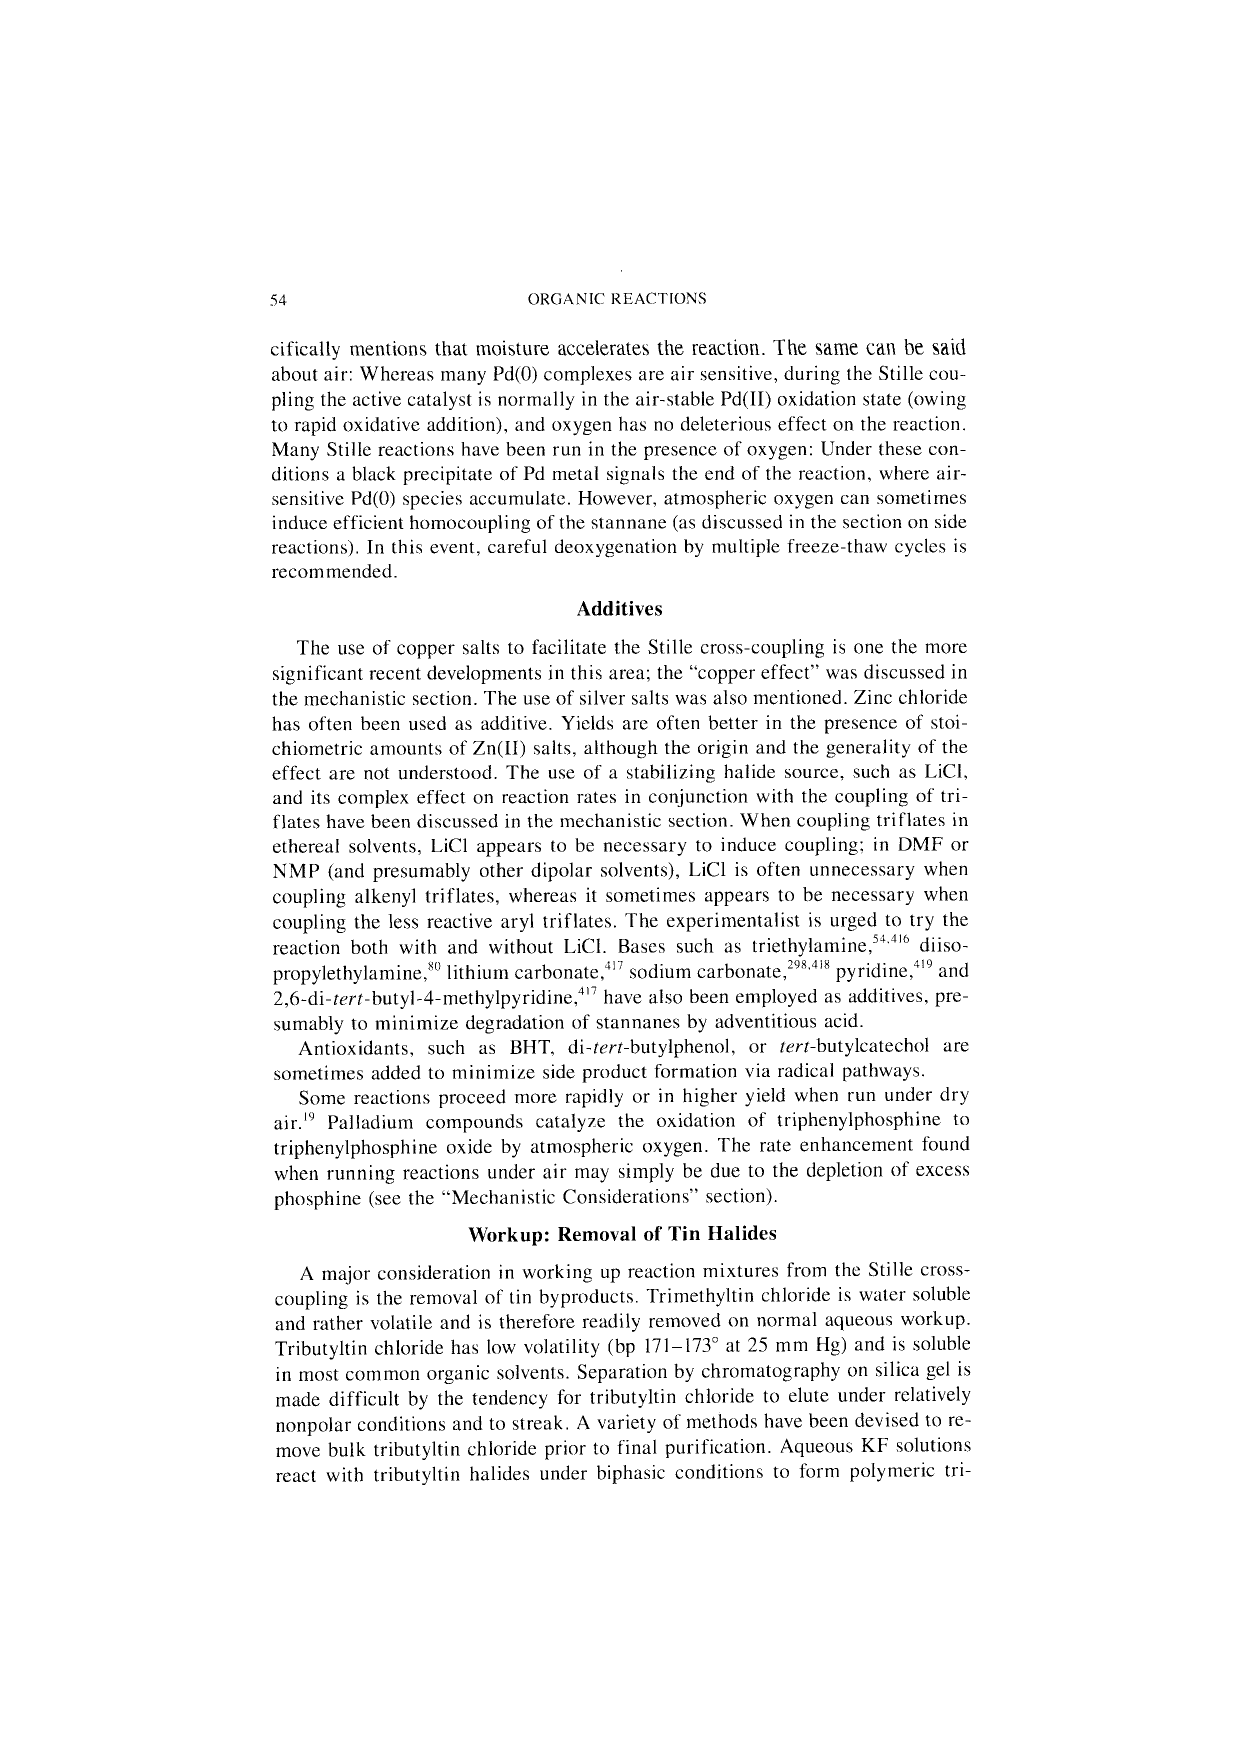 54
ORGANIC REACTIONS
cifically mentions that moisture accelerates the reaction. The same can be said
about air: Whereas many Pd(0) complexes are air sensitive, during the Stille cou-
pling the active catalyst is normally in the air-stable Pd(II) oxidation state (owing
to rapid oxidative addition), and oxygen has no deleterious effect on the reaction.
Many Stille reactions have been run in the presence of oxygen: Under these con-
ditions a black precipitate of Pd metal signals the end of the reaction, where air-
sensitive Pd(0) species accumulate. However, atmospheric oxygen can sometimes
induce efficient homocoupling of the stannane (as discussed in the section on side
reactions). In this event, careful deoxygenation by multiple freeze-thaw cycles is
recommended.
Additives
The use of copper salts to facilitate the Stille cross-coupling is one the more
significant recent developments in this area; the “copper effect” was discussed in
the mechanistic section. The use of silver salts was also mentioned. Zinc chloride
has often been used as additive. Yields are often better in the presence of stoi-
chiometric amounts of Zn(II) salts, although the origin and the generality of the
effect are not understood. The use of a stabilizing halide source, such as LiCl,
and its complex effect on reaction rates in conjunction with the coupling of tri-
flates have been discussed in the mechanistic section. When coupling triflates in
ethereal solvents, LiCl appears to be necessary to induce coupling; in DMF or
NMP (and presumably other dipolar solvents), LiCl is often unnecessary when
coupling alkenyl triflates, whereas it sometimes appears to be necessary when
coupling the less reactive aryl triflates. The experimentalist is urged to try the
reaction both with and without LiCl. Bases such as triethylamine,54,416 diiso-
propylethylamine,80 lithium carbonate,417 sodium carbonate,298,418 pyridine,419 and
2,6-di-tert-butyl-4-methylpyridine,417 have also been employed as additives, pre-
sumably to minimize degradation of stannanes by adventitious acid.
Antioxidants, such as BHT, di-tert-butylphenol, or tert-butylcatechol are
sometimes added to minimize side product formation via radical pathways.
Some reactions proceed more rapidly or in higher yield when run under dry
air.19 Palladium compounds catalyze the oxidation of triphenylphosphine to
triphenylphosphine oxide by atmospheric oxygen. The rate enhancement found
when running reactions under air may simply be due to the depletion of excess
phosphine (see the “Mechanistic Considerations” section).
Workup: Removal of Tin Halides
A major consideration in working up reaction mixtures from the Stille cross-
coupling is the removal of tin byproducts. Trimethyltin chloride is water soluble
and rather volatile and is therefore readily removed on normal aqueous workup.
Tributyltin chloride has low volatility (bp 171–173° at 25 mm Hg) and is soluble
in most common organic solvents. Separation by chromatography on silica gel is
made difficult by the tendency for tributyltin chloride to elute under relatively
nonpolar conditions and to streak. A variety of methods have been devised to re-
move bulk tributyltin chloride prior to final purification. Aqueous KF solutions
react with tributyltin halides under biphasic conditions to form polymeric tri-